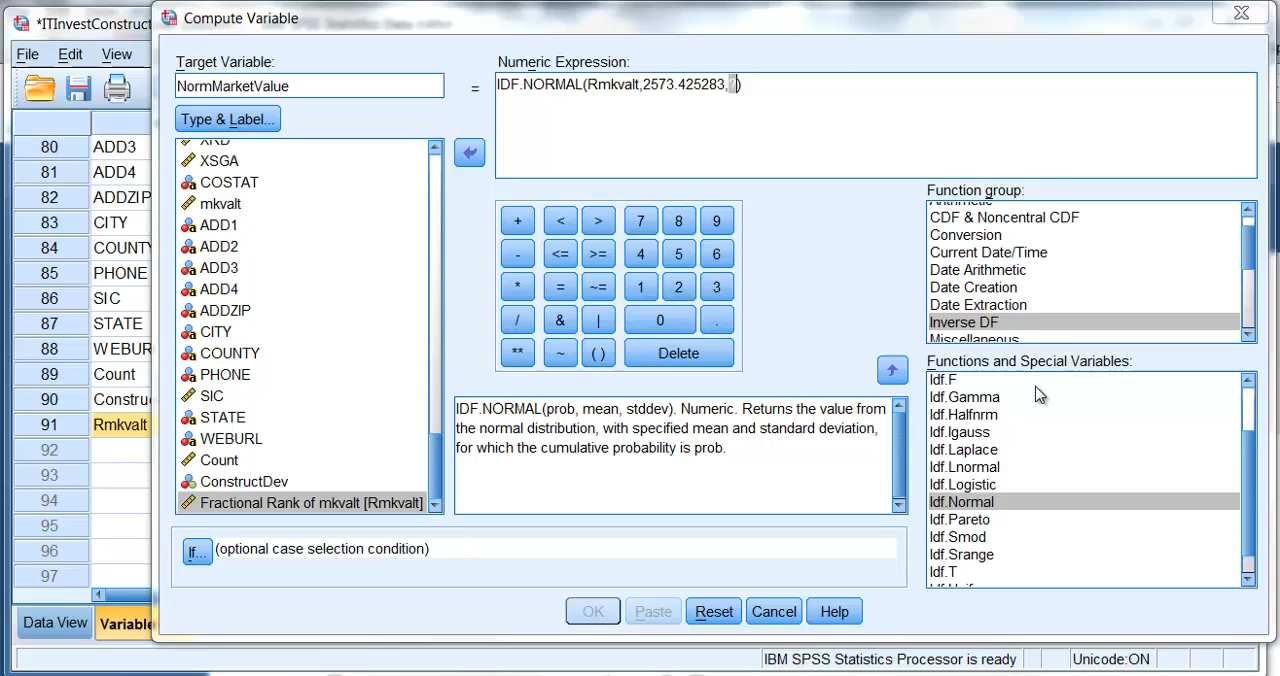 *ITInvestConstruct
Compute Variable
File Edit View
Target Variable:
NormMarketValue
Type & Label...
=
Numeric Expression:
IDF.NORMAL(Rmkvalt,2573.425283,?)
80 ADD3
81 ADD4
82 ADDZIP
83 CITY
84 COUNTY
85 PHONE
86 SIC
87 STATE
88 WEBUR
89 Count
90 Constru
91 Rmkvalt
92
93
94
95
96
97
XRD
XSGA
COSTAT
mkvalt
ADD1
ADD2
ADD3
ADD4
ADDZIP
CITY
COUNTY
PHONE
SIC
STATE
WEBURL
Count
ConstructDev
Fractional Rank of mkvalt [Rmkvalt]
+ < > 7 8 9
- <= >= 4 5 6
* = ~= 1 2 3
/ & | 0 .
** ~ ( ) Delete
Function group:
Arithmetic
CDF & Noncentral CDF
Conversion
Current Date/Time
Date Arithmetic
Date Creation
Date Extraction
Inverse DF
Miscellaneous
Functions and Special Variables:
Idf.F
Idf.Gamma
Idf.Halfnrm
Idf.Igauss
Idf.Laplace
Idf.Lnormal
Idf.Logistic
Idf.Normal
Idf.Pareto
Idf.Smod
Idf.Srange
Idf.T
IDF.NORMAL(prob, mean, stddev). Numeric. Returns the value from
the normal distribution, with specified mean and standard deviation,
for which the cumulative probability is prob.
If... (optional case selection condition)
OK Paste Reset Cancel Help
Data View Variable
IBM SPSS Statistics Processor is ready Unicode:ON